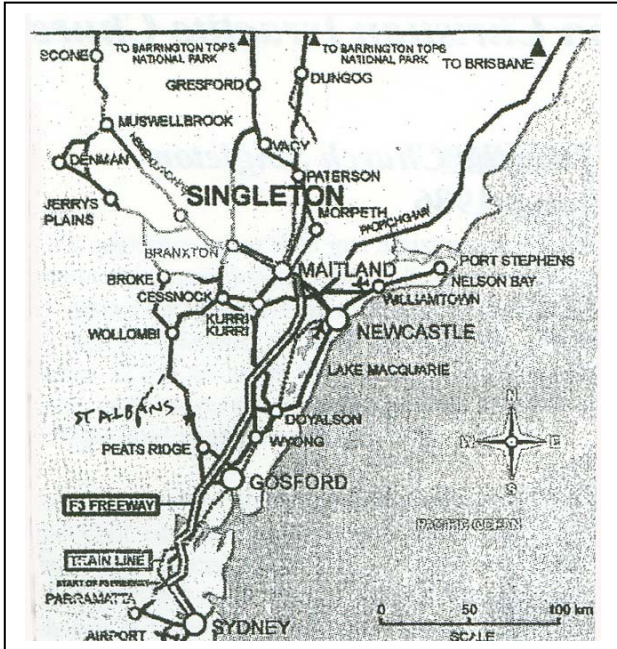 TO BARRINGTON TOPS
NATIONAL PARK
TO BARRINGTON TOPS
NATIONAL PARK
SCONE
TO BRISBANE
GRESFORD
DUNGOG
MUSWELLBROOK
VACY
DENMAN
PATERSON
SINGLETON
JERRYS
PLAINS
MORPETH
PACIFIC HWAY
BRANXTON
MAITLAND
PORT STEPHENS
BROKE
NELSON BAY
CESSNOCK
WILLIAMTOWN
KURRI
KURRI
WOLLOMBI
NEWCASTLE
LAKE MACQUARIE
ST ALBANS
DOYALSON
N
WYONG
W E
PEATS RIDGE
S
GOSFORD
F3 FREEWAY
PACIFIC OCEAN
TRAIN LINE
START OF F3 FREEWAY
PARRAMATTA
0 50 100 km
SYDNEY
AIRPORT
SCALE